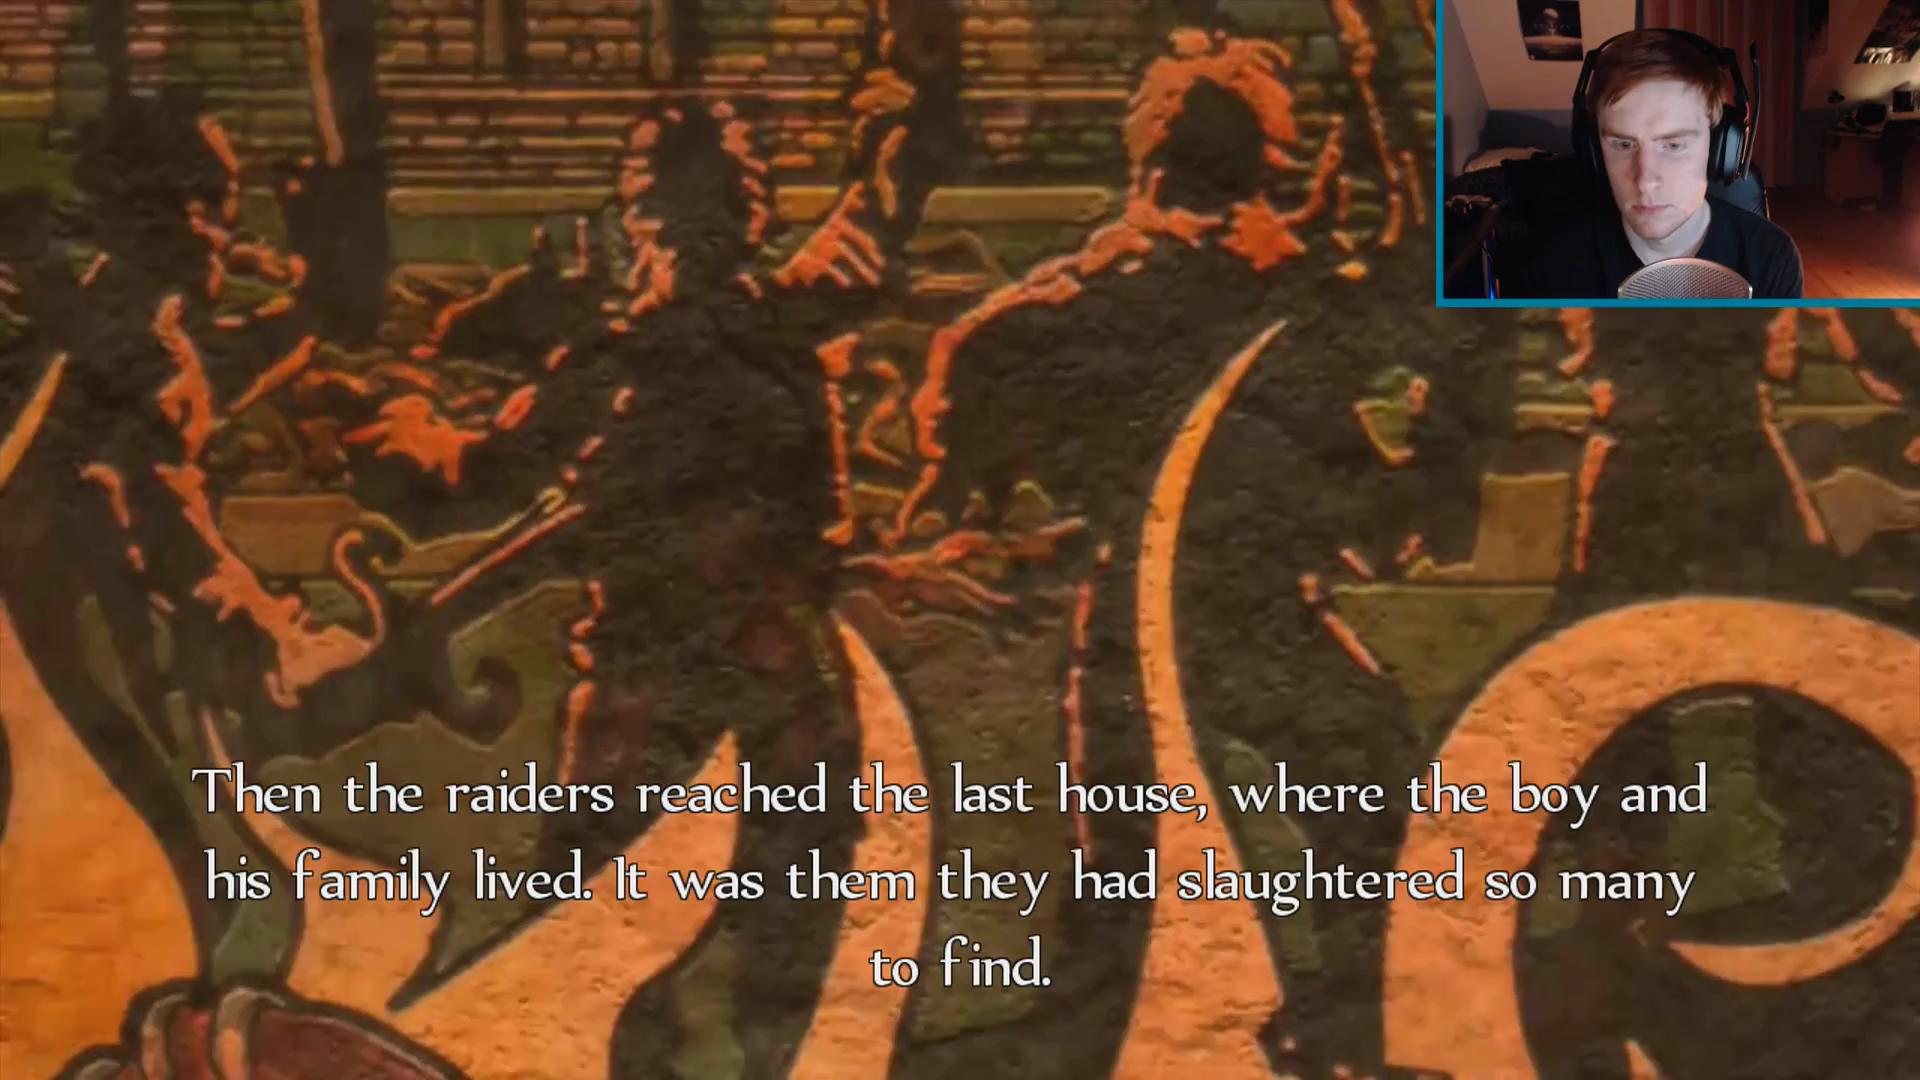 Then the raiders reached the last house, where the boy and
his family lived. It was them they had slaughtered so many
to find.